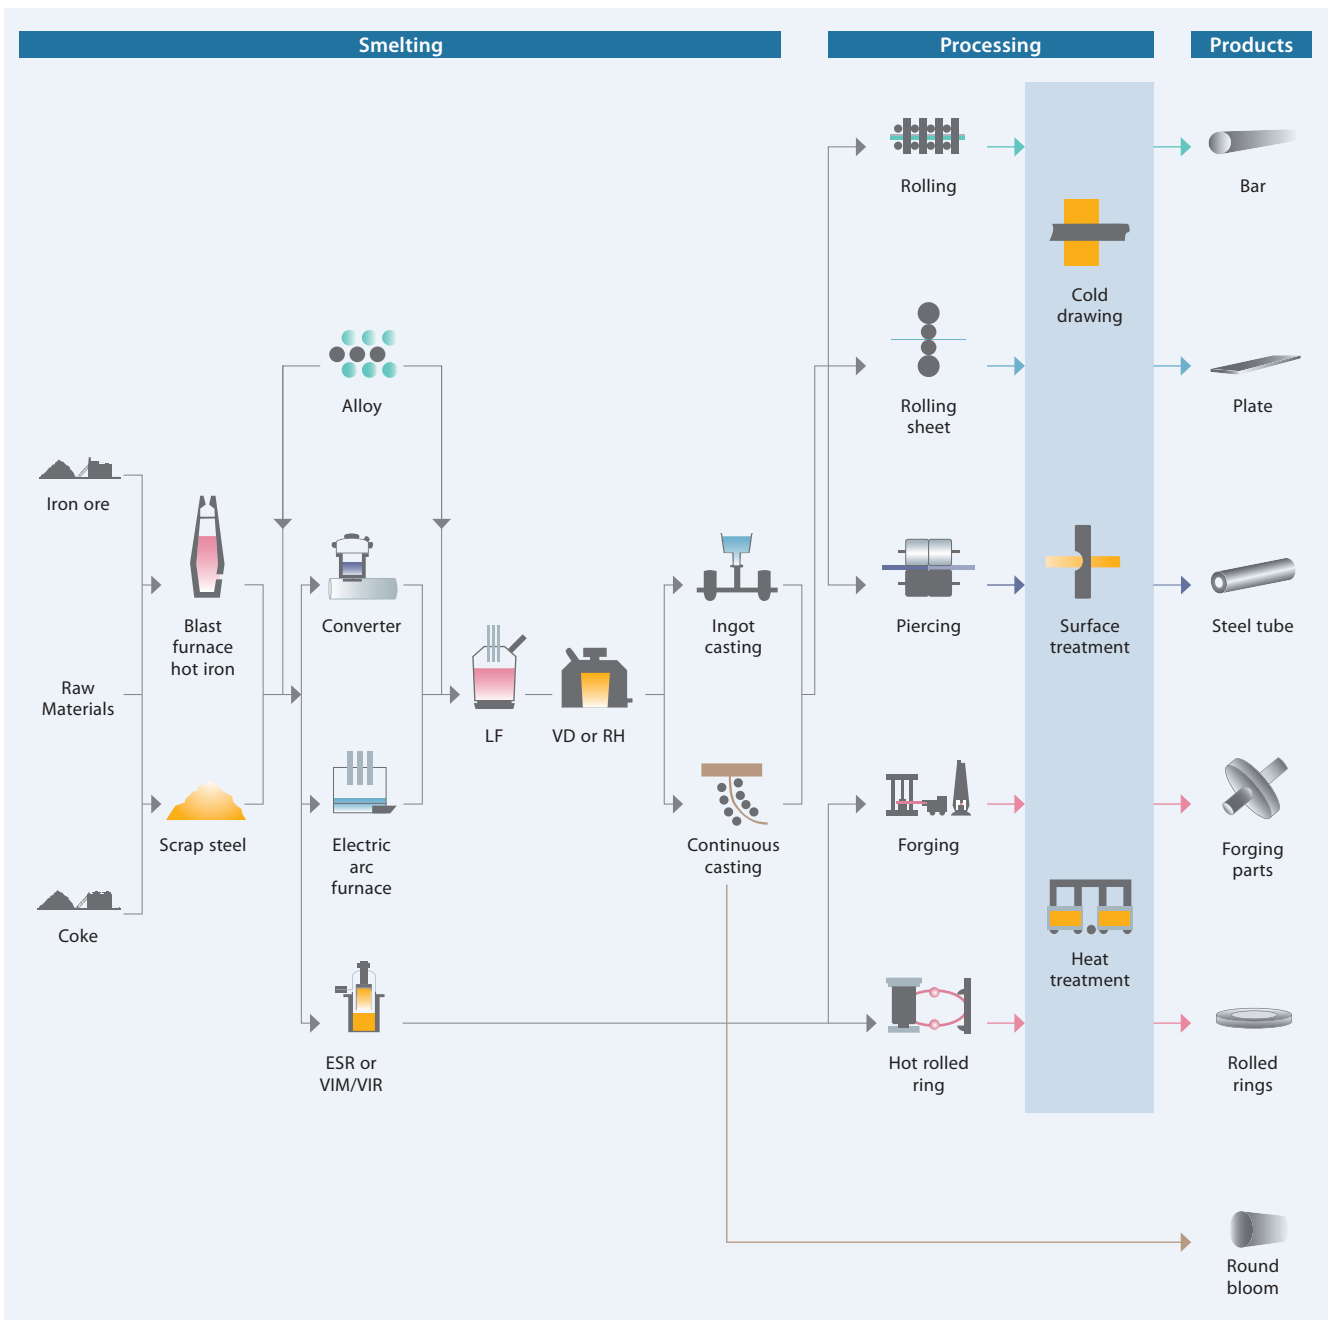 Smelting
Processing
Products
Rolling
Bar
Cold
drawing
Alloy
Rolling
sheet
Plate
Iron ore
Blast
furnace
hot iron
Converter
Ingot
casting
Piercing
Surface
treatment
Steel tube
Raw
Materials
LF
VD or RH
Scrap steel
Electric
arc
furnace
Continuous
casting
Forging
Forging
parts
Coke
Heat
treatment
ESR or
VIM/VIR
Hot rolled
ring
Rolled
rings
Round
bloom